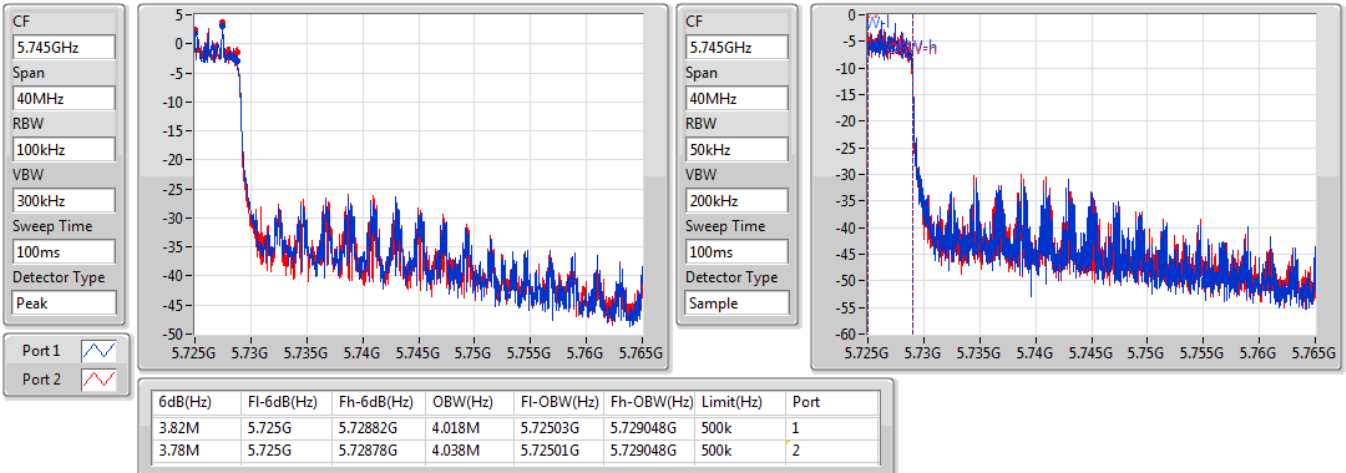 CF
5.745GHz
Span
40MHz
RBW
100kHz
VBW
300kHz
Sweep Time
100ms
Detector Type
Peak
Port 1
Port 2
5
0
-5
-10
-15
-20
-25
-30
-35
-40
-45
-50
5.725G 5.73G 5.735G 5.74G 5.745G 5.75G 5.755G 5.76G 5.765G
CF
5.745GHz
Span
40MHz
RBW
50kHz
VBW
200kHz
Sweep Time
100ms
Detector Type
Sample
0
-5
-10
-15
-20
-25
-30
-35
-40
-45
-50
-55
-60
5.725G 5.73G 5.735G 5.74G 5.745G 5.75G 5.755G 5.76G 5.765G
6dB(Hz) Fl-6dB(Hz) Fh-6dB(Hz) OBW(Hz) Fl-OBW(Hz) Fh-OBW(Hz) Limit(Hz) Port
3.82M 5.725G 5.72882G 4.018M 5.72503G 5.729048G 500k 1
3.78M 5.725G 5.72878G 4.038M 5.72501G 5.729048G 500k 2